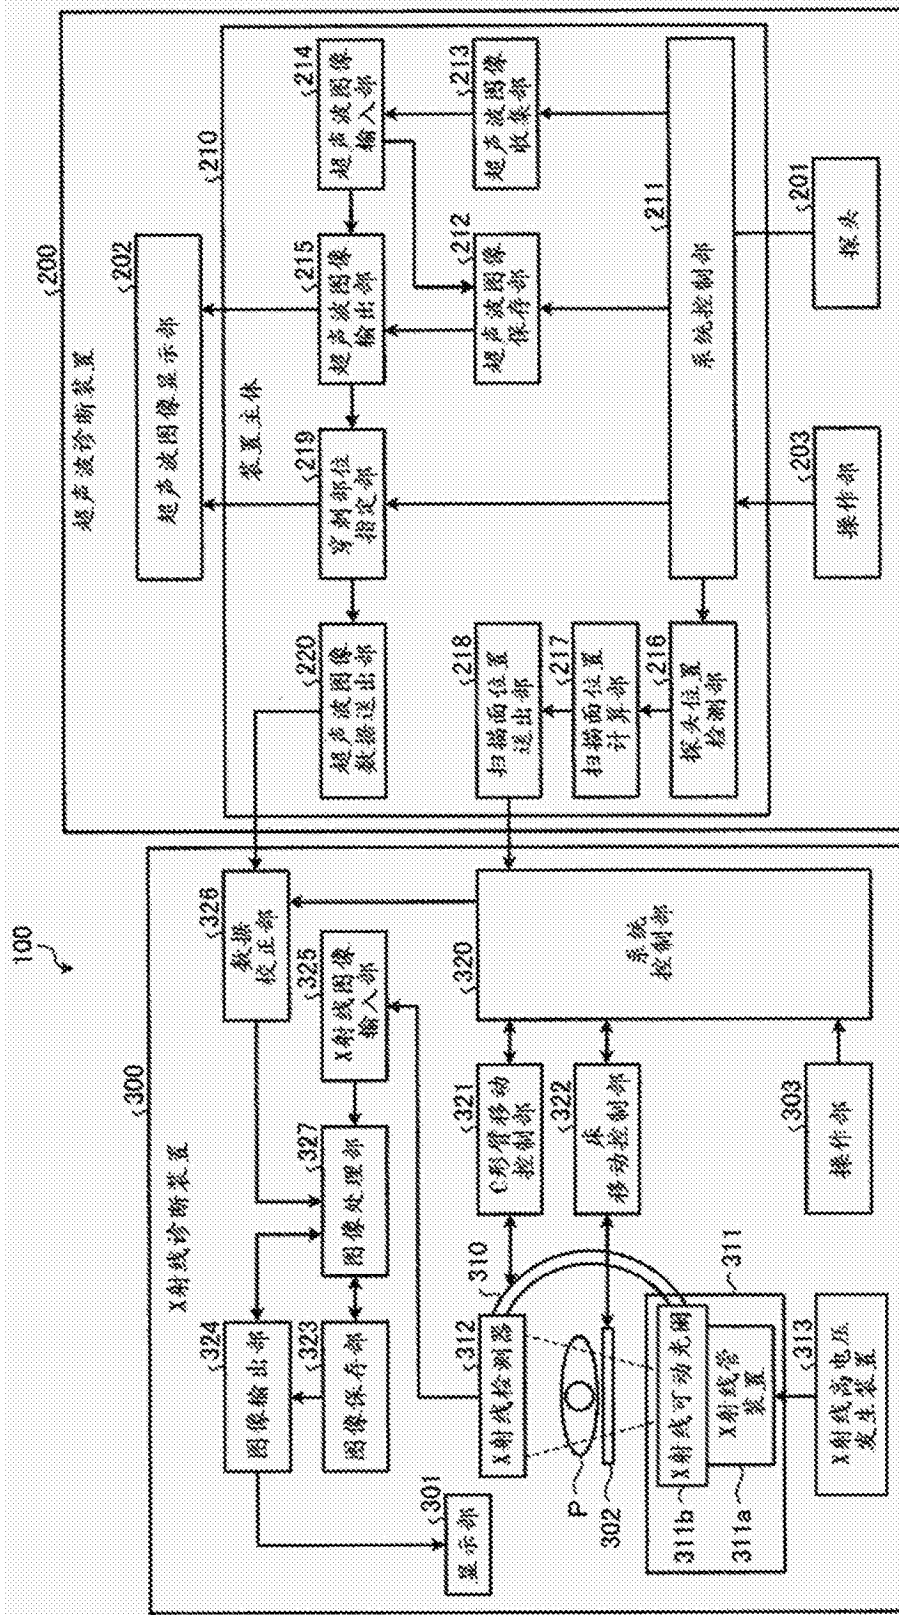 100
300
X射线诊断装置
324
图像输出部
323
图像保存部
301
显示部
327
图像处理部
326
数据
校正部
325
X射线图像
输入部
312
X射线检测器
310
P
302
311
X射线可动光阑
311b
X射线管
装置
311a
313
X射线高电压
发生装置
321
C形臂移动
控制部
322
床
移动控制部
320
系统
控制部
303
操作部
200
超声波诊断装置
202
超声波图像显示部
210
装置主体
220
超声波图像
数据送出部
219
穿刺部位
指定部
215
超声波图像
输出部
214
超声波图像
输入部
218
扫描面位置
送出部
217
扫描面位置
计算部
216
探头位置
检测部
212
超声波图像
保存部
213
超声波图像
收集部
211
系统控制部
203
操作部
201
探头